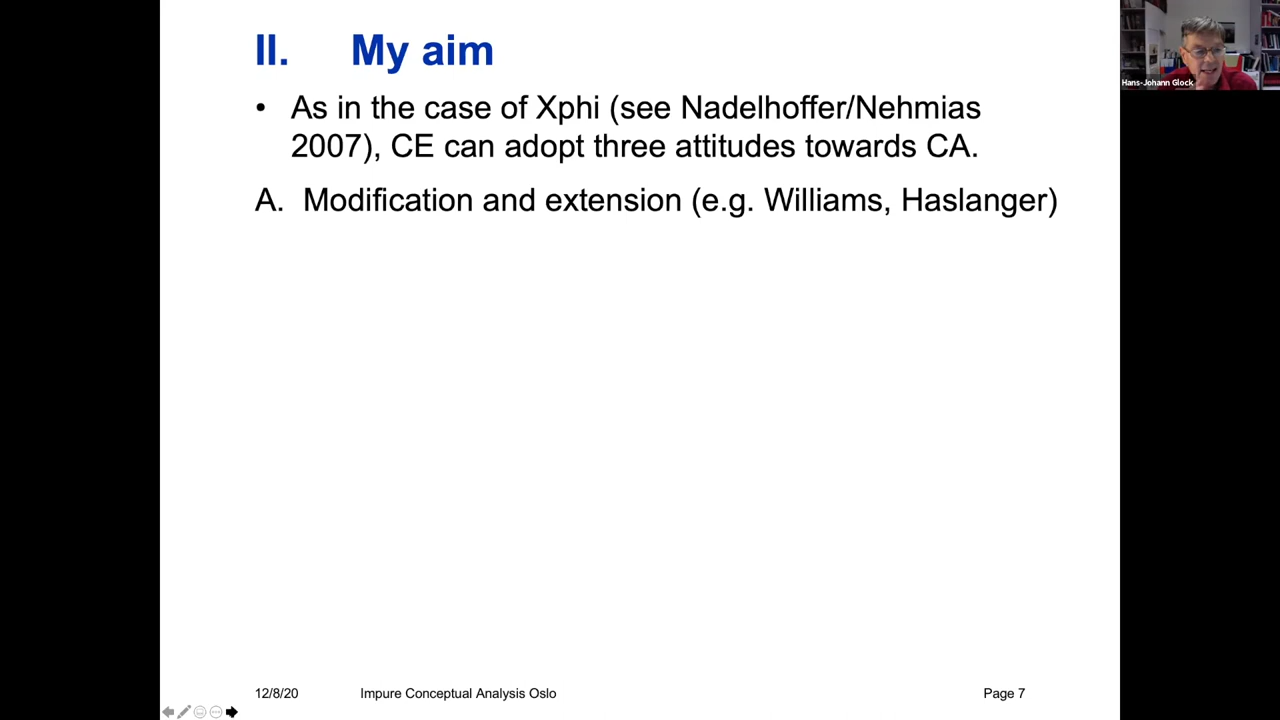 II. My aim
• As in the case of Xphi (see Nadelhoffer/Nehmias
2007), CE can adopt three attitudes towards CA.
A. Modification and extension (e.g. Williams, Haslanger)
Hans-Johann Glock
12/8/20 Impure Conceptual Analysis Oslo Page 7